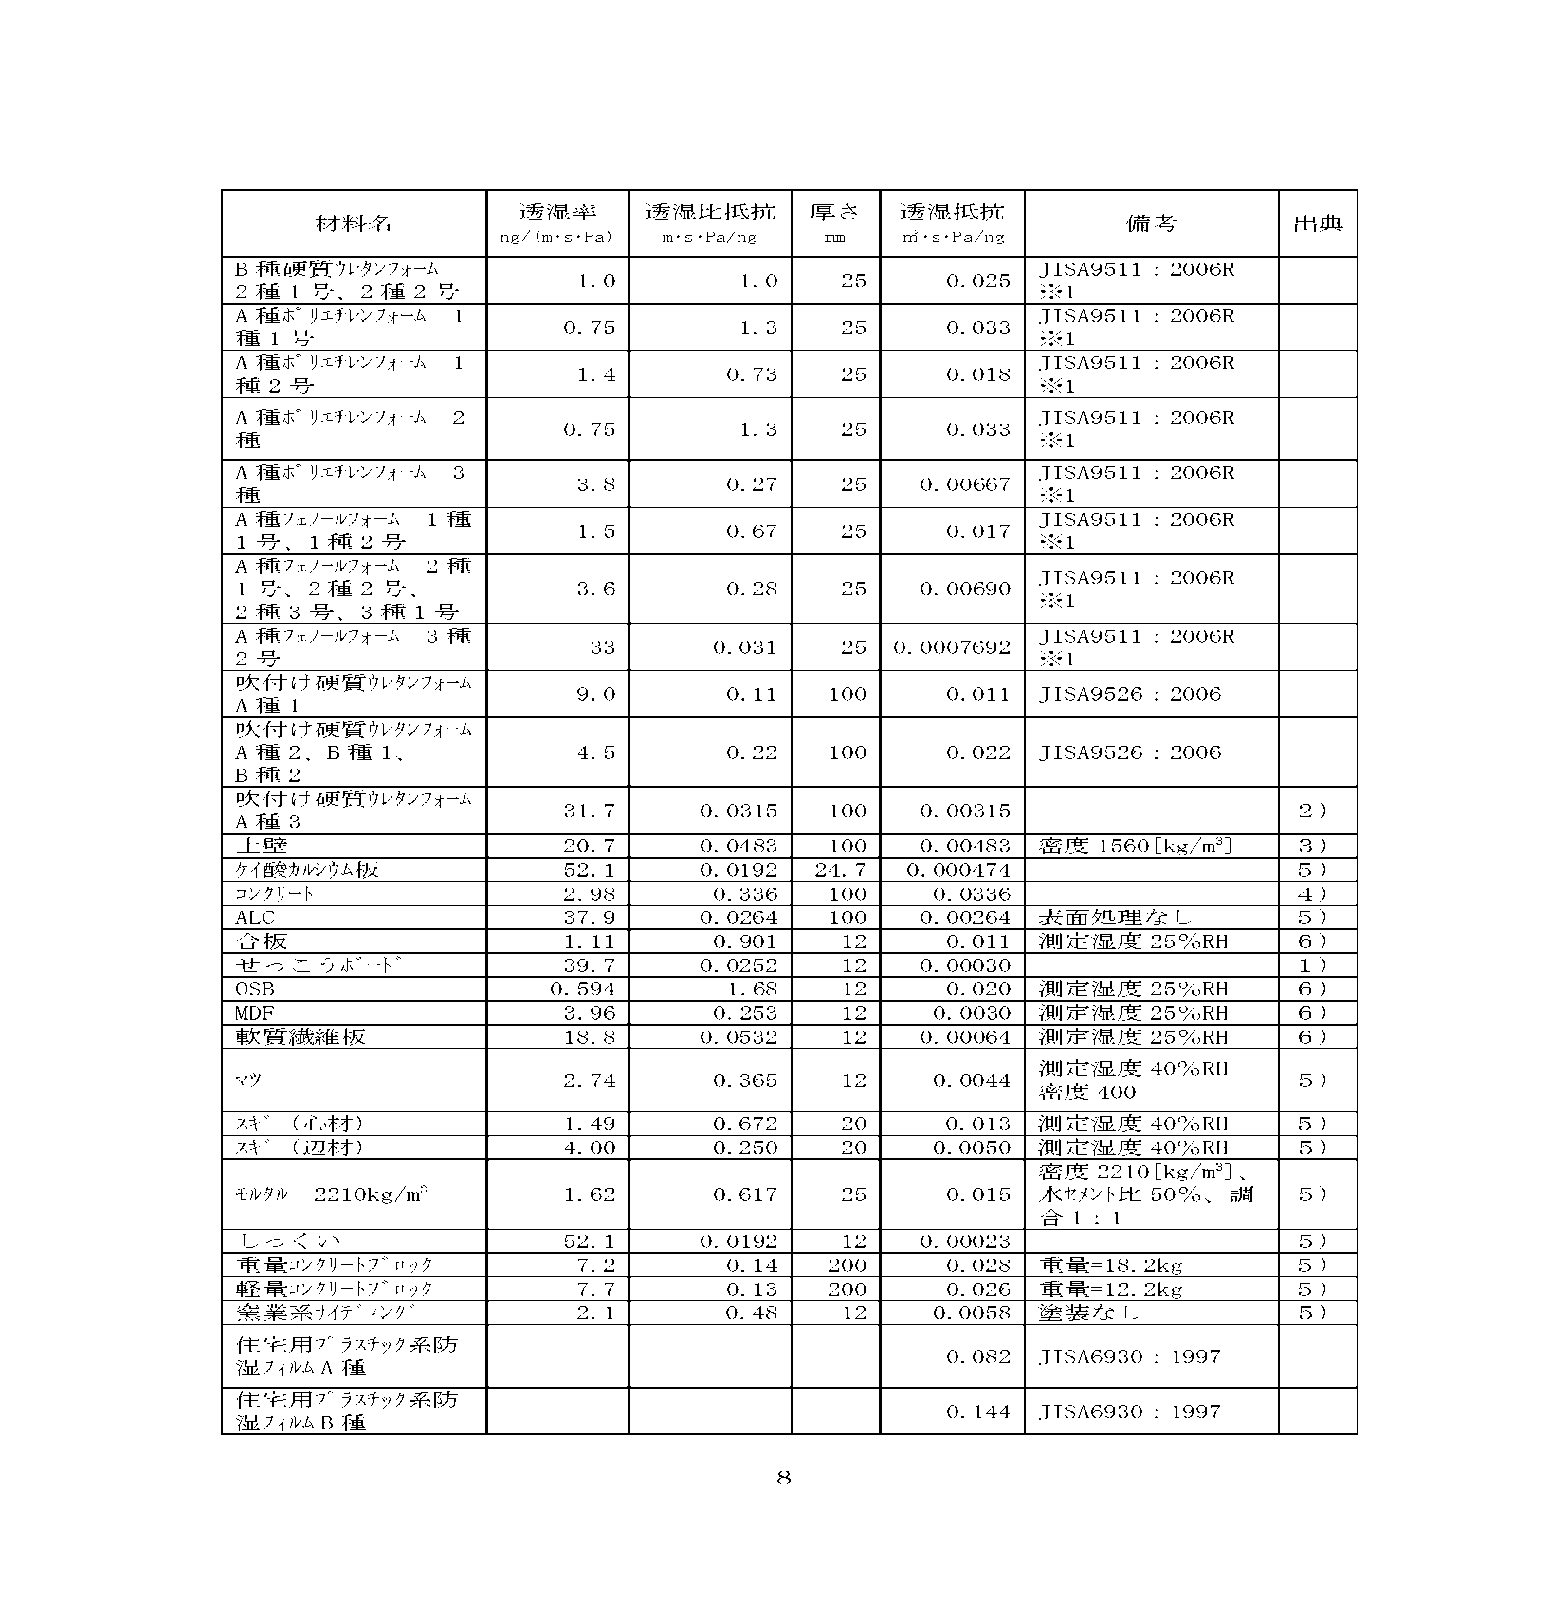 材料名 透湿率 透湿比抵抗 厚さ 透湿抵抗 備考 出典
ng/(m・s・Pa) m・s・Pa/ng mm ㎡・s・Pa/ng
B種硬質ｳﾚﾀﾝﾌｫｰﾑ 1.0 1.0 25 0.025 JISA9511：2006R
2種1号、2種2号 ※1
A種ﾎﾟﾘｴﾁﾚﾝﾌｫｰﾑ 1 0.75 1.3 25 0.033 JISA9511：2006R
種1号 ※1
A種ﾎﾟﾘｴﾁﾚﾝﾌｫｰﾑ 1 1.4 0.73 25 0.018 JISA9511：2006R
種2号 ※1
A種ﾎﾟﾘｴﾁﾚﾝﾌｫｰﾑ 2 0.75 1.3 25 0.033 JISA9511：2006R
種 ※1
A種ﾎﾟﾘｴﾁﾚﾝﾌｫｰﾑ 3 3.8 0.27 25 0.00667 JISA9511：2006R
種 ※1
A種ﾌｪﾉｰﾙﾌｫｰﾑ 1種 1.5 0.67 25 0.017 JISA9511：2006R
1号、1種2号 ※1
A種ﾌｪﾉｰﾙﾌｫｰﾑ 2種 3.6 0.28 25 0.00690 JISA9511：2006R
1号、2種2号、 ※1
2種3号、3種1号
A種ﾌｪﾉｰﾙﾌｫｰﾑ 3種 33 0.031 25 0.0007692 JISA9511：2006R
2号 ※1
吹付け硬質ｳﾚﾀﾝﾌｫｰﾑ 9.0 0.11 100 0.011 JISA9526：2006
A種1
吹付け硬質ｳﾚﾀﾝﾌｫｰﾑ 4.5 0.22 100 0.022 JISA9526：2006
A種2、B種1、
B種2
吹付け硬質ｳﾚﾀﾝﾌｫｰﾑ 31.7 0.0315 100 0.00315 2）
A種3
土壁 20.7 0.0483 100 0.00483 密度1560[kg/m³] 3）
ｹｲ酸ｶﾙｼｳﾑ板 52.1 0.0192 24.7 0.000474 5）
ｺﾝｸﾘｰﾄ 2.98 0.336 100 0.0336 4）
ALC 37.9 0.0264 100 0.00264 表面処理なし 5）
合板 1.11 0.901 12 0.011 測定湿度25%RH 6）
せっこうﾎﾞｰﾄﾞ 39.7 0.0252 12 0.00030 1）
OSB 0.594 1.68 12 0.020 測定湿度25%RH 6）
MDF 3.96 0.253 12 0.0030 測定湿度25%RH 6）
軟質繊維板 18.8 0.0532 12 0.00064 測定湿度25%RH 6）
ﾏﾂ 2.74 0.365 12 0.0044 測定湿度40%RH 5）
密度400
ｽｷﾞ（心材） 1.49 0.672 20 0.013 測定湿度40%RH 5）
ｽｷﾞ（辺材） 4.00 0.250 20 0.0050 測定湿度40%RH 5）
ﾓﾙﾀﾙ 2210kg/m³ 1.62 0.617 25 0.015 密度2210[kg/m³]、 5）
水ｾﾒﾝﾄ比50%、調
合1：1
しっくい 52.1 0.0192 12 0.00023 5）
重量ｺﾝｸﾘｰﾄﾌﾞﾛｯｸ 7.2 0.14 200 0.028 重量=18.2kg 5）
軽量ｺﾝｸﾘｰﾄﾌﾞﾛｯｸ 7.7 0.13 200 0.026 重量=12.2kg 5）
窯業系ｻｲﾃﾞｨﾝｸﾞ 2.1 0.48 12 0.0058 塗装なし 5）
住宅用ﾌﾟﾗｽﾁｯｸ系防 0.082 JISA6930：1997
湿ﾌｨﾙﾑA種
住宅用ﾌﾟﾗｽﾁｯｸ系防 0.144 JISA6930：1997
湿ﾌｨﾙﾑB種
8